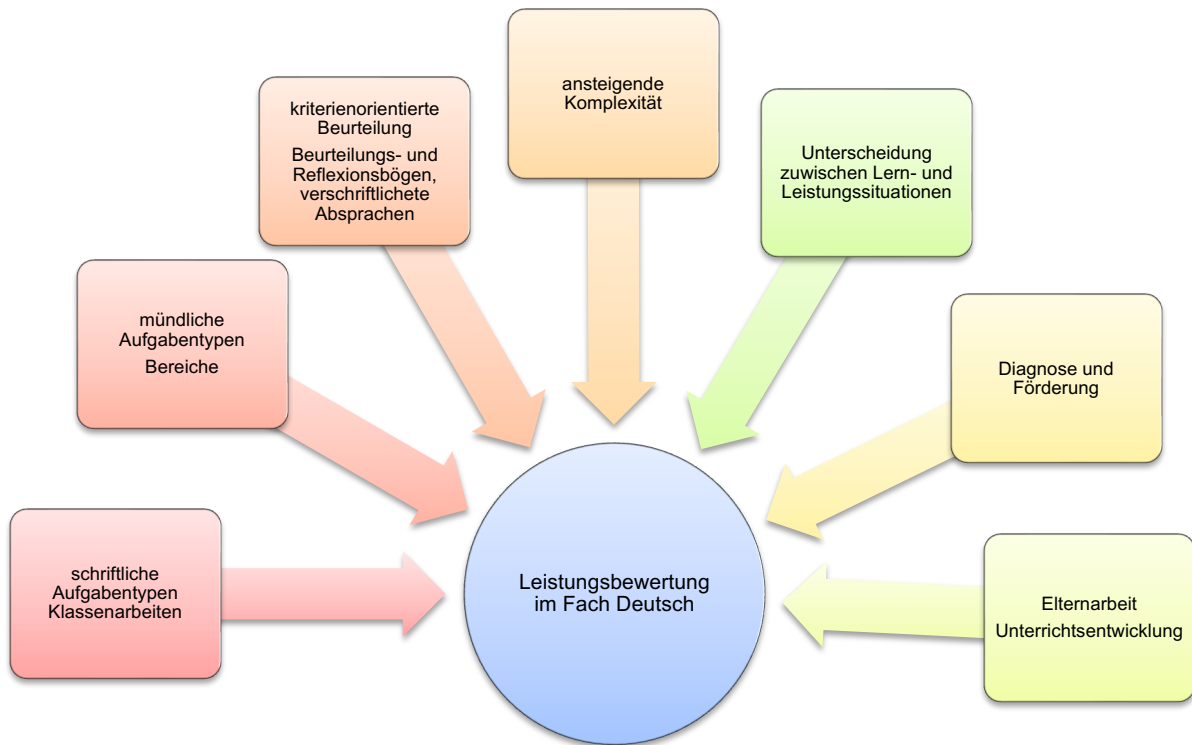 ansteigende
Komplexität
kriterienorientierte
Beurteilung
Beurteilungs- und
Reflexionsbögen,
verschriftlichete
Absprachen
Unterscheidung
zuwischen Lern- und
Leistungssituationen
mündliche
Aufgabentypen
Bereiche
Diagnose und
Förderung
schriftliche
Aufgabentypen
Klassenarbeiten
Leistungsbewertung
im Fach Deutsch
Elternarbeit
Unterrichtsentwicklung